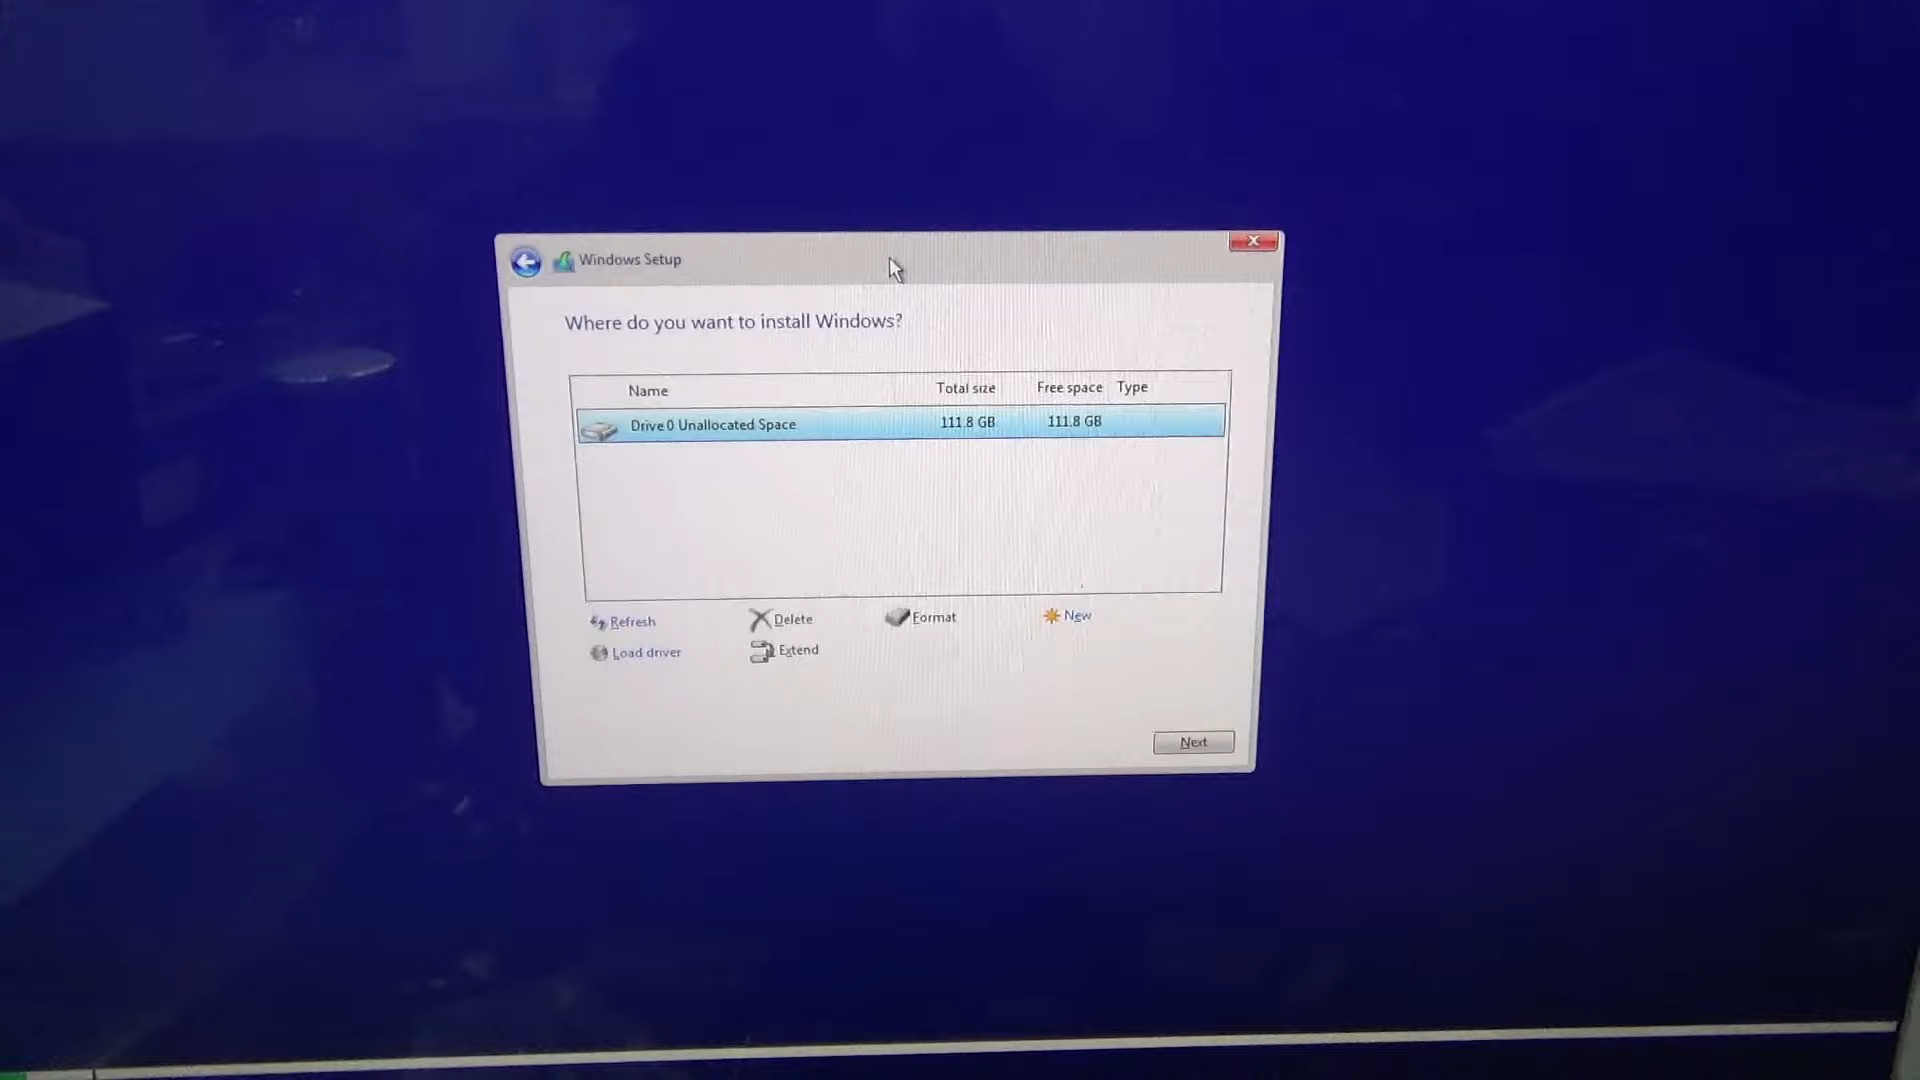 Windows Setup
Where do you want to install Windows?
Name Total size Free space Type
Drive 0 Unallocated Space 111.8 GB 111.8 GB
Refresh Delete Format New
Load driver Extend
Next